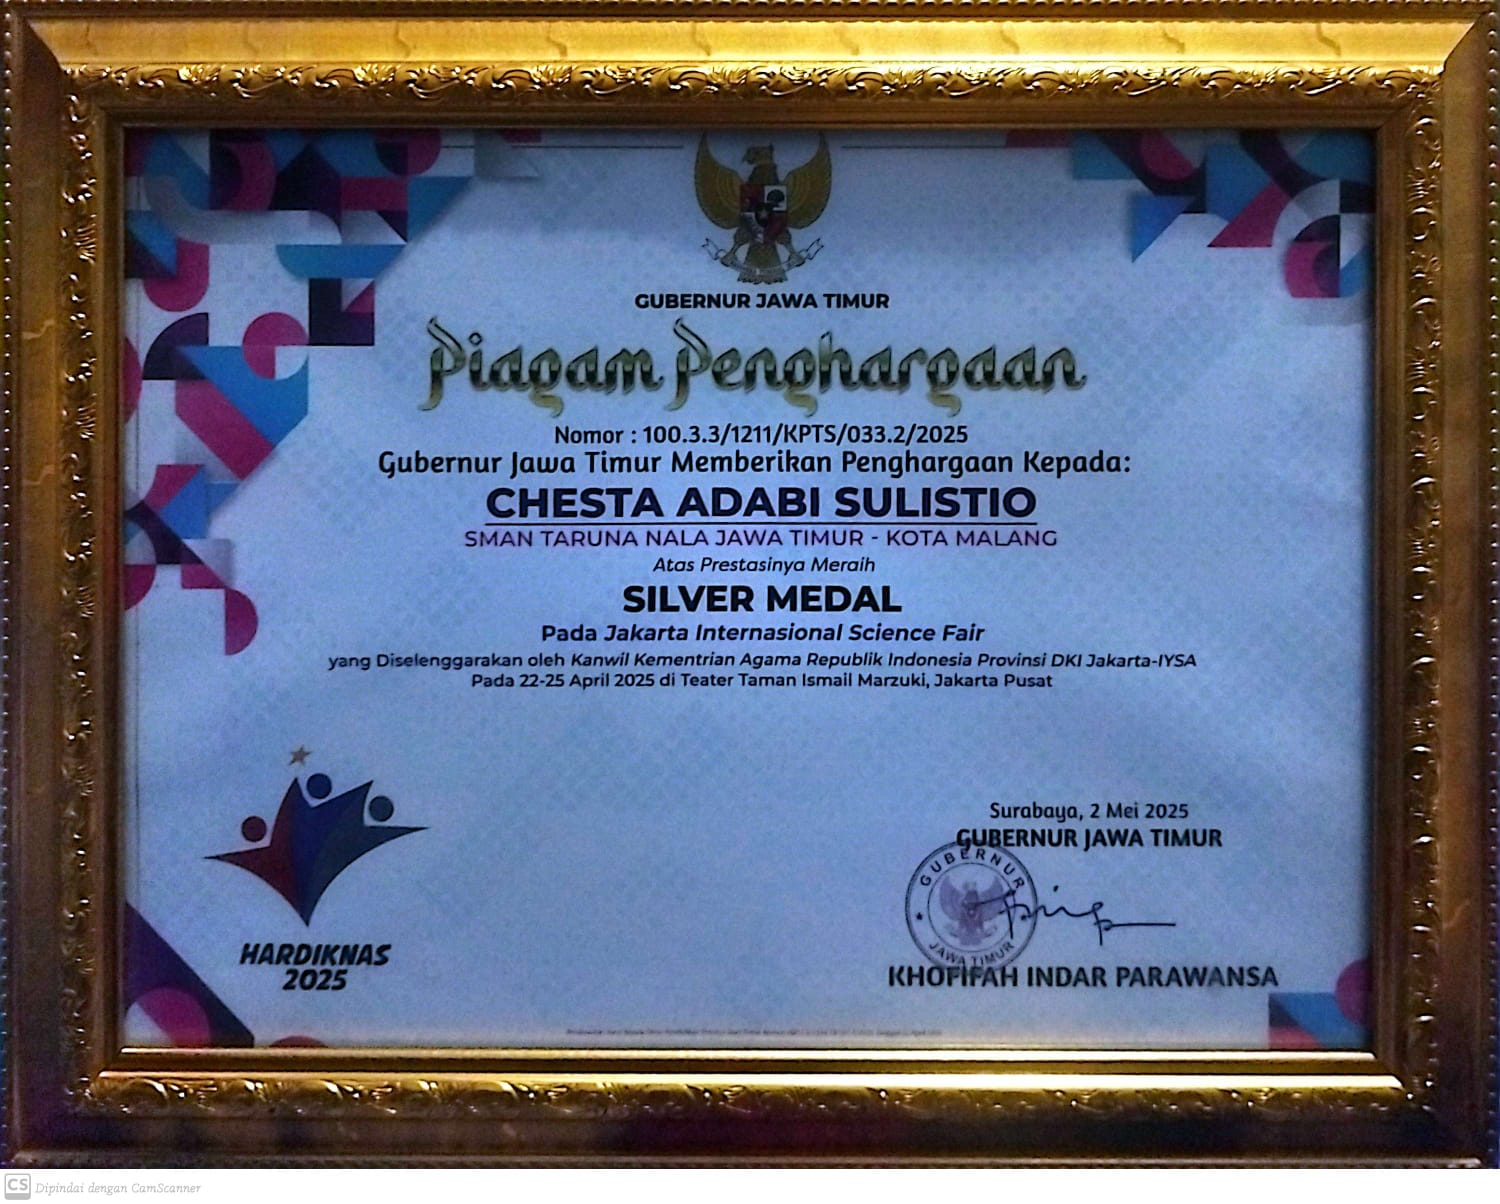 GUBERNUR JAWA TIMUR
Piagam Penghargaan
Nomor : 100.3.3/1211/KPTS/033.2/2025
Gubernur Jawa Timur Memberikan Penghargaan Kepada:
CHESTA ADABI SULISTIO
SMAN TARUNA NALA JAWA TIMUR - KOTA MALANG
Atas Prestasinya Meraih
SILVER MEDAL
Pada Jakarta Internasional Science Fair
yang Diselenggarakan oleh Kanwil Kementrian Agama Republik Indonesia Provinsi DKI Jakarta-IYSA
Pada 22-25 April 2025 di Teater Taman Ismail Marzuki, Jakarta Pusat
Surabaya, 2 Mei 2025
GUBERNUR JAWA TIMUR
GUBERNUR
JAWA TIMUR
KHOFIFAH INDAR PARAWANSA
HARDIKNAS
2025
CS Dipindai dengan CamScanner